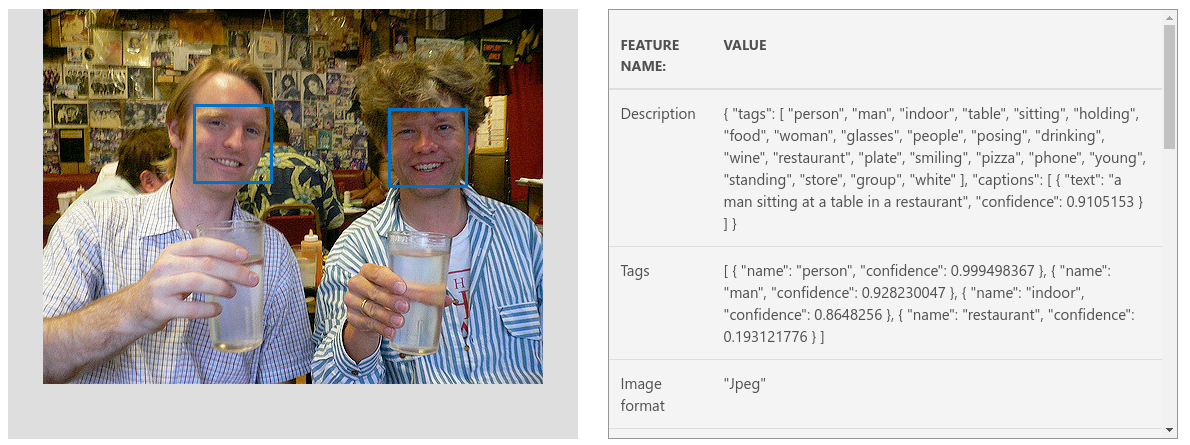 EMPLOYEES
ONLY
H
FEATURE
NAME:
VALUE
Description
{ "tags": [ "person", "man", "indoor", "table", "sitting", "holding",
"food", "woman", "glasses", "people", "posing", "drinking",
"wine", "restaurant", "plate", "smiling", "pizza", "phone", "young",
"standing", "store", "group", "white" ], "captions": [ { "text": "a
man sitting at a table in a restaurant", "confidence": 0.9105153 }
] }
Tags
[ { "name": "person", "confidence": 0.999498367 }, { "name":
"man", "confidence": 0.928230047 }, { "name": "indoor",
"confidence": 0.8648256 }, { "name": "restaurant", "confidence":
0.193121776 } ]
Image
format
"Jpeg"